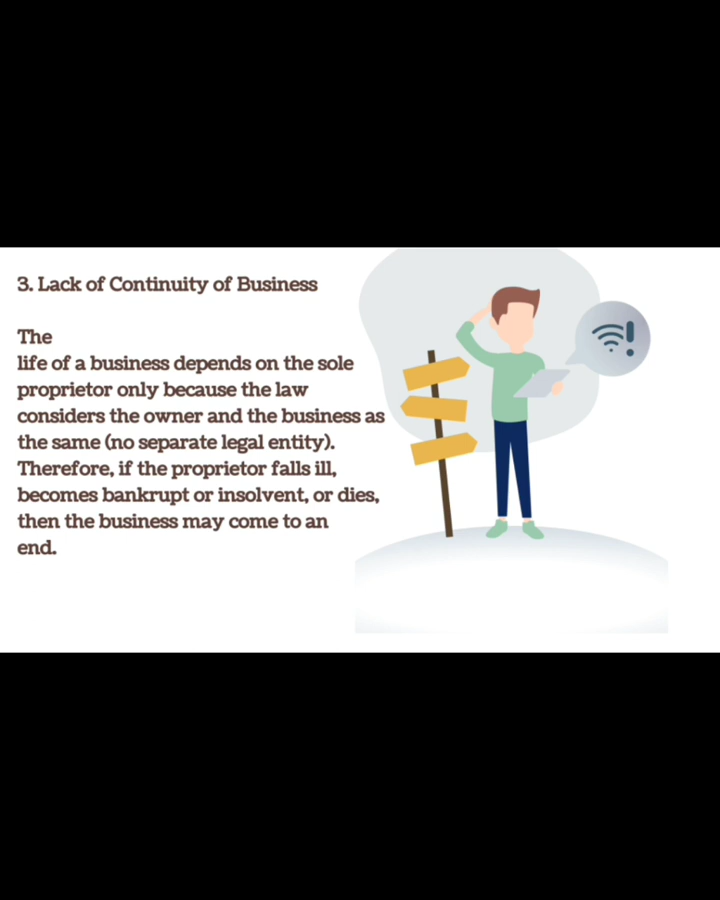 3. Lack of Continuity of Business
The
life of a business depends on the sole
proprietor only because the law
considers the owner and the business as
the same (no separate legal entity).
Therefore, if the proprietor falls ill,
becomes bankrupt or insolvent, or dies,
then the business may come to an
end.